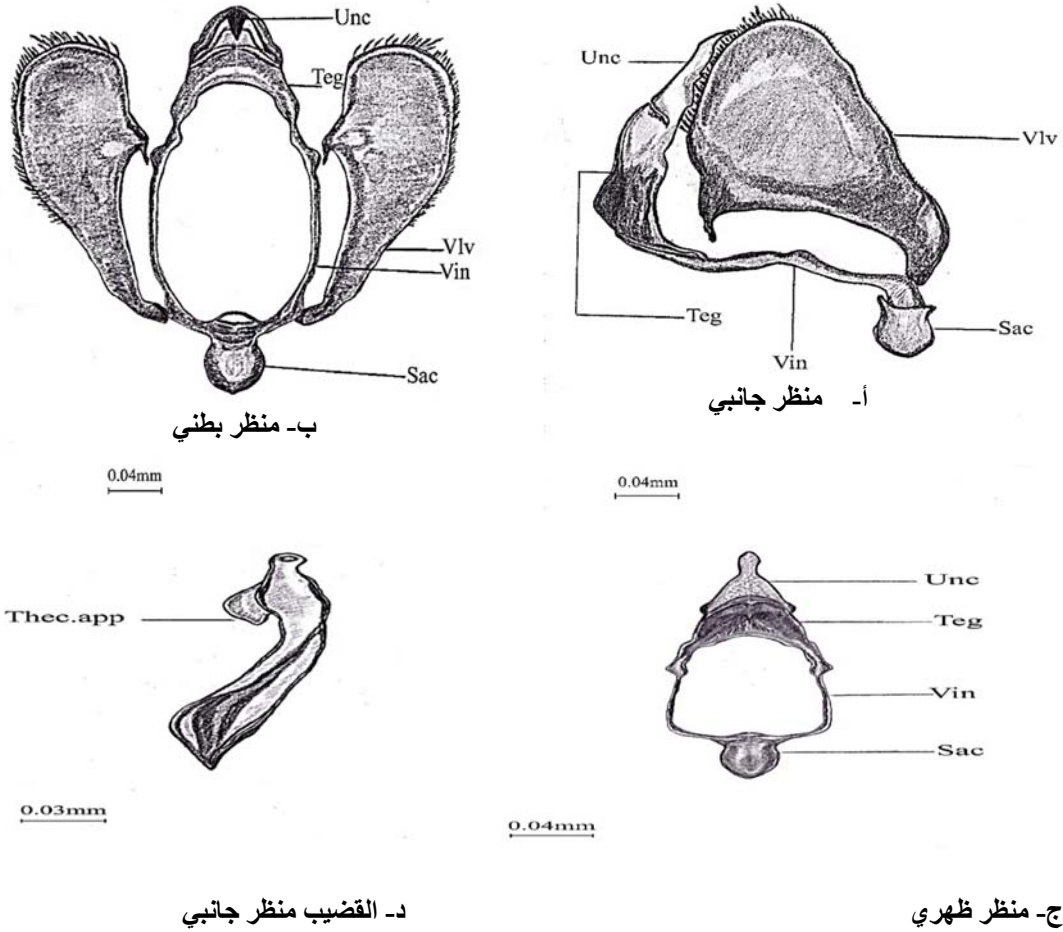 Unc
Teg
Vlv
Vin
Sac
ب- منظر بطني
0.04mm
Unc
Vlv
Teg
Vin
Sac
أ- منظر جانبي
0.04mm
Thec.app
0.03mm
د- القضيب منظر جانبي
Unc
Teg
Vin
Sac
0.04mm
ج- منظر ظهري